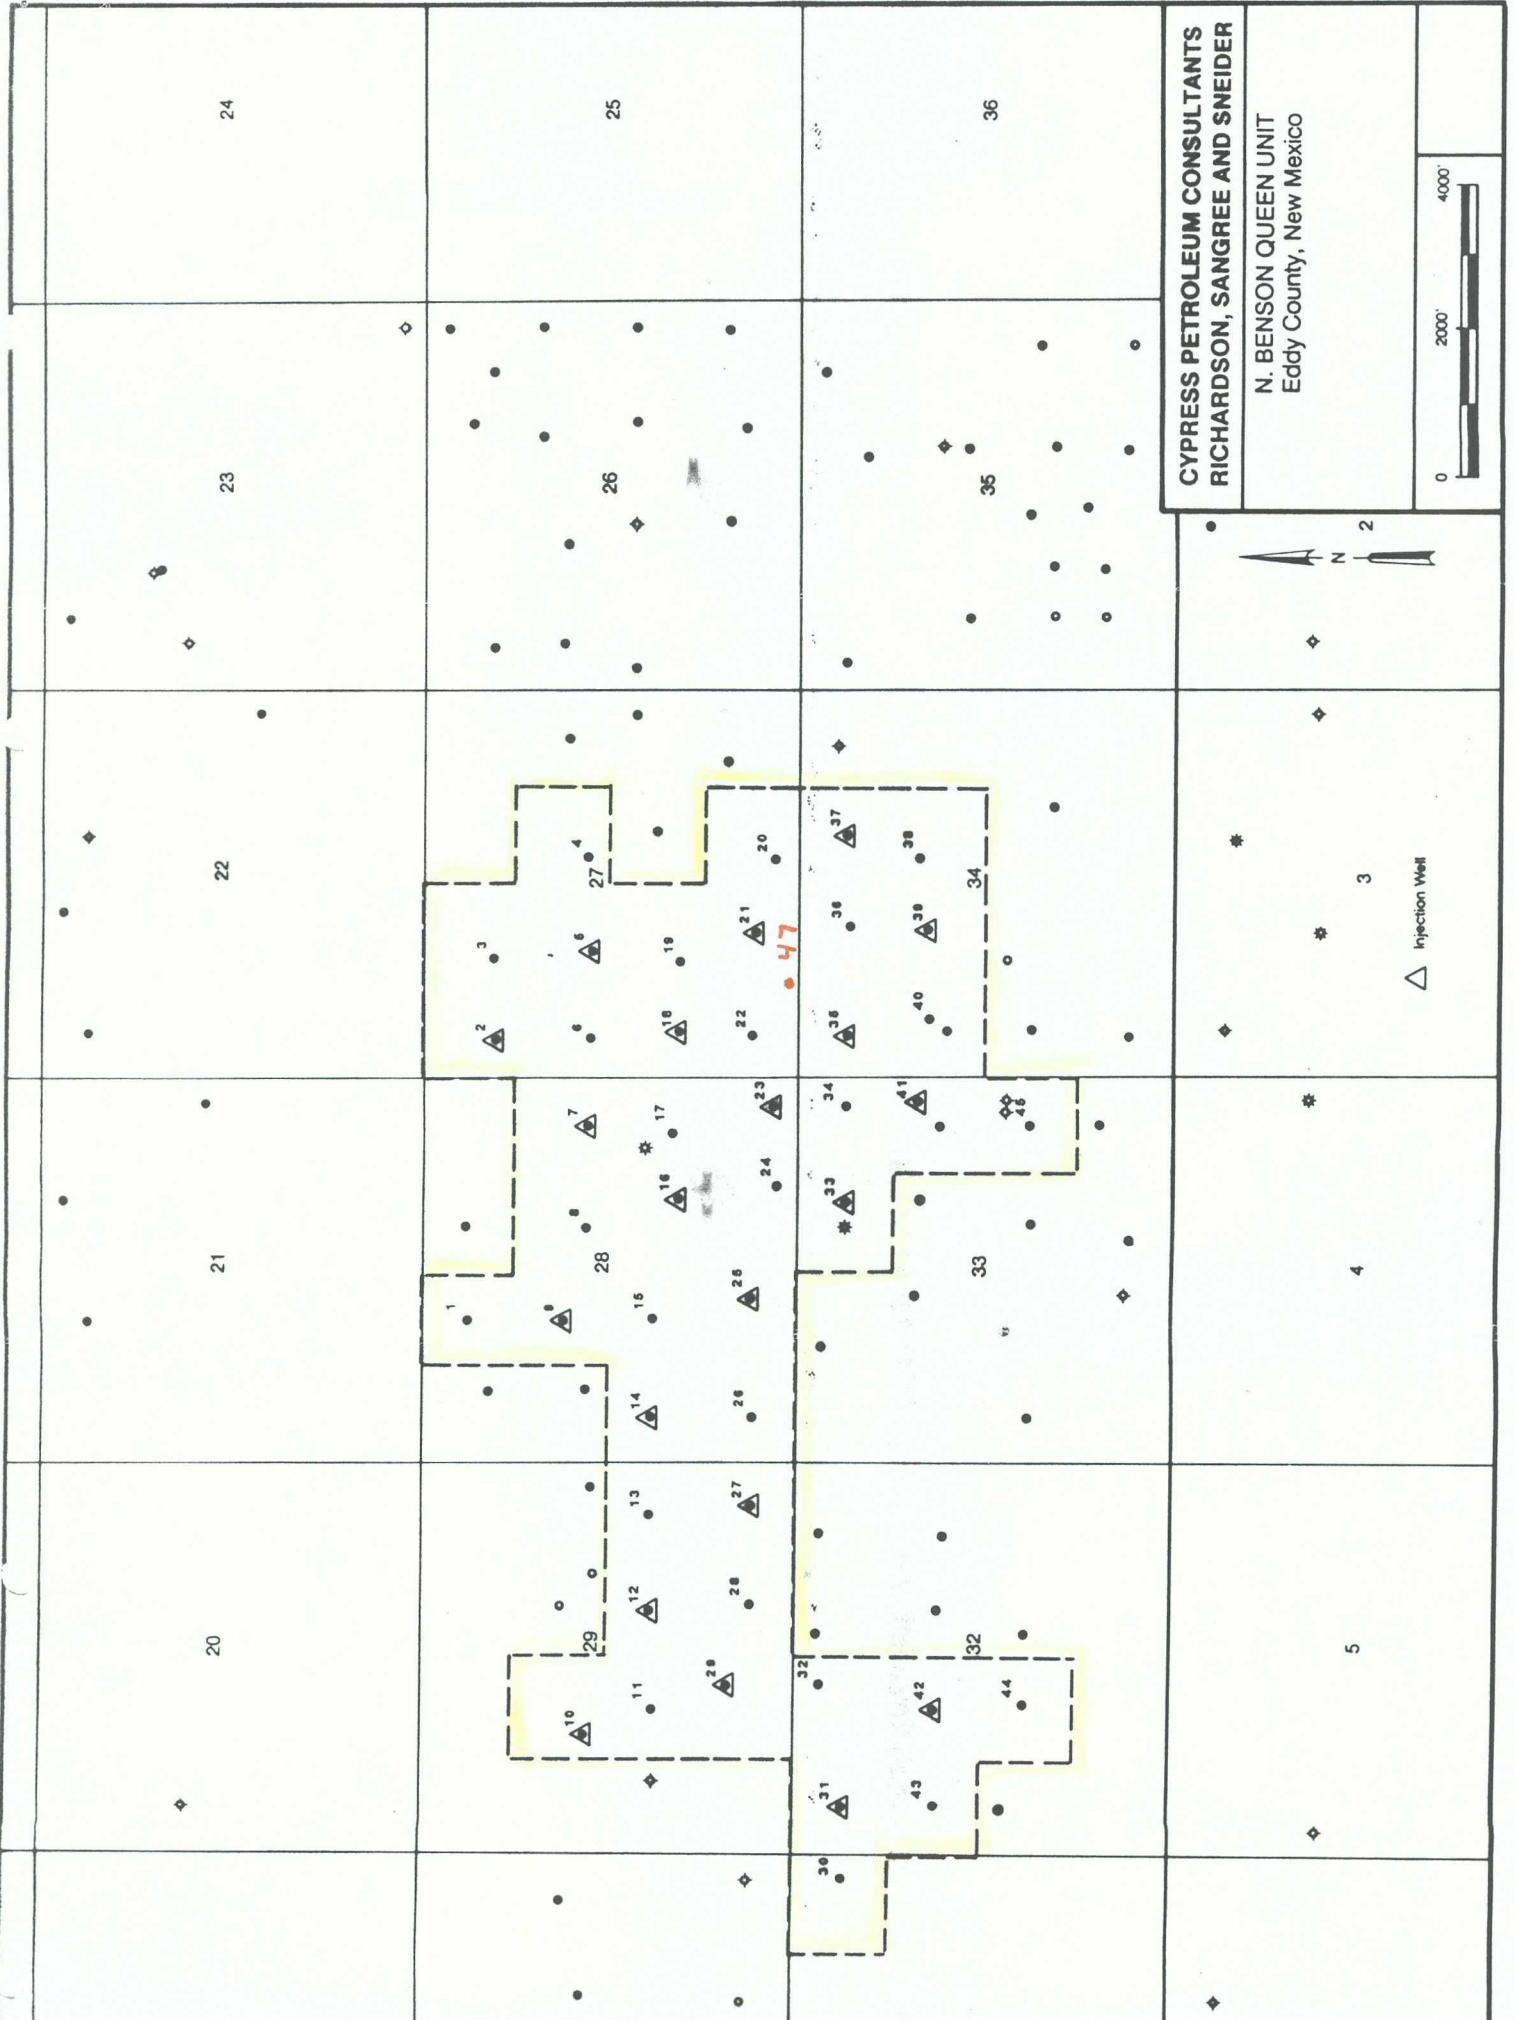 20 21 22 23 24
1 2 3
10 9 8 7 6 5 4
29 28 27 26 25
11 12 13 14 15 16 17 18 19
29 28 27 26 25 24 23 22 21 20
47
30 31 32 33 34 35 36 37
43 42 41 40 39 38
32 33 34 35 36
44 45
5 4 3 2
N
Injection Well
CYPRESS PETROLEUM CONSULTANTS
RICHARDSON, SANGREE AND SNEIDER
N. BENSON QUEEN UNIT
Eddy County, New Mexico
0 2000' 4000'